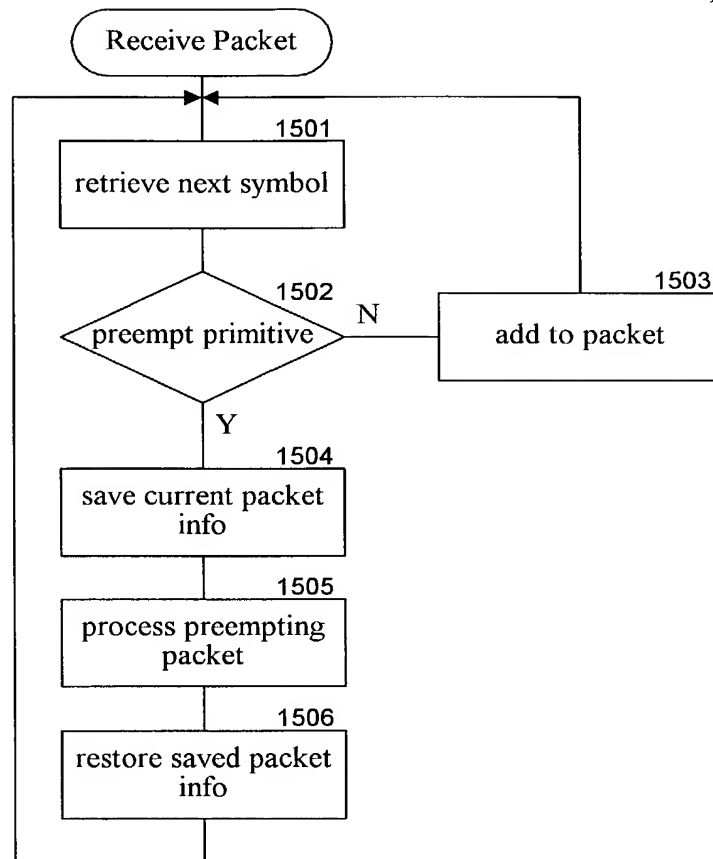 Receive Packet
1501
retrieve next symbol
1502
preempt primitive
N
1503
add to packet
Y
1504
save current packet
info
1505
process preempting
packet
1506
restore saved packet
info